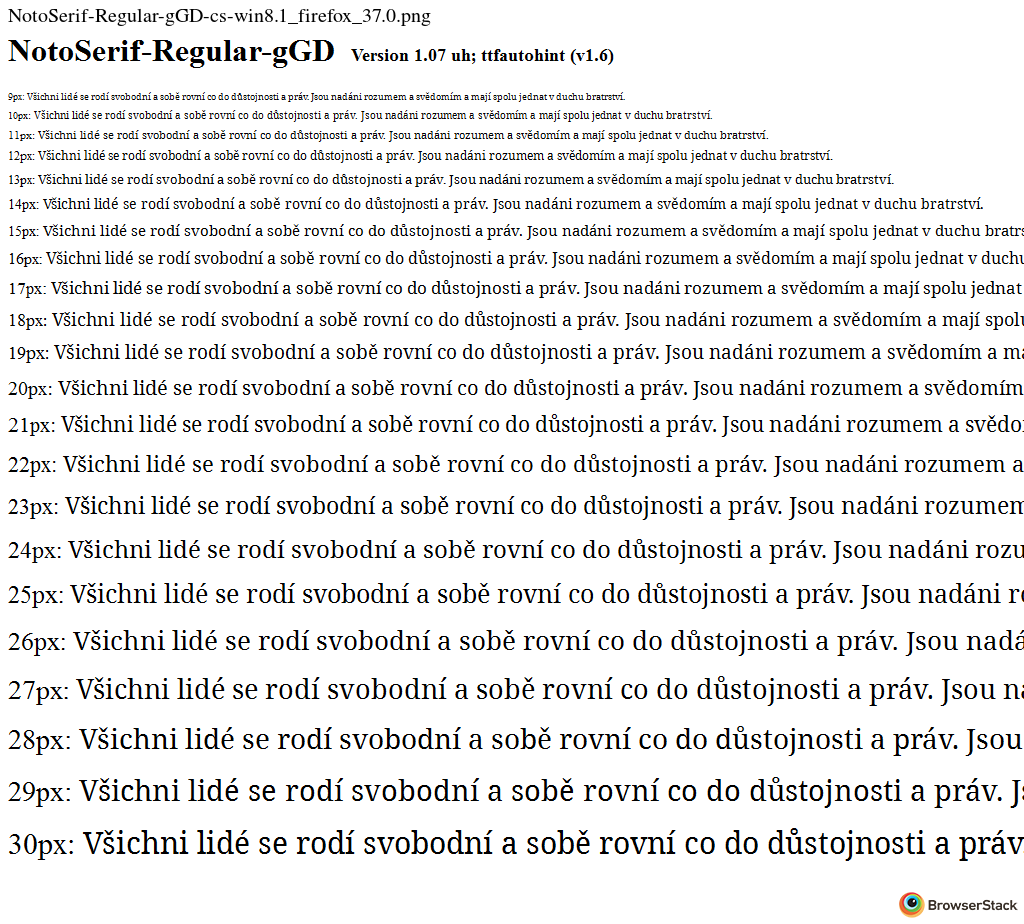 NotoSerif-Regular-gGD-cs-win8.1_firefox_37.0.png
NotoSerif-Regular-gGD Version 1.07 uh; ttfautohint (v1.6)
9px: Všichni lidé se rodí svobodní a sobě rovní co do důstojnosti a práv. Jsou nadáni rozumem a svědomím a mají spolu jednat v duchu bratrství.
10px: Všichni lidé se rodí svobodní a sobě rovní co do důstojnosti a práv. Jsou nadáni rozumem a svědomím a mají spolu jednat v duchu bratrství.
11px: Všichni lidé se rodí svobodní a sobě rovní co do důstojnosti a práv. Jsou nadáni rozumem a svědomím a mají spolu jednat v duchu bratrství.
12px: Všichni lidé se rodí svobodní a sobě rovní co do důstojnosti a práv. Jsou nadáni rozumem a svědomím a mají spolu jednat v duchu bratrství.
13px: Všichni lidé se rodí svobodní a sobě rovní co do důstojnosti a práv. Jsou nadáni rozumem a svědomím a mají spolu jednat v duchu bratrství.
14px: Všichni lidé se rodí svobodní a sobě rovní co do důstojnosti a práv. Jsou nadáni rozumem a svědomím a mají spolu jednat v duchu bratrství.
15px: Všichni lidé se rodí svobodní a sobě rovní co do důstojnosti a práv. Jsou nadáni rozumem a svědomím a mají spolu jednat v duchu bratrs
16px: Všichni lidé se rodí svobodní a sobě rovní co do důstojnosti a práv. Jsou nadáni rozumem a svědomím a mají spolu jednat v duchu
17px: Všichni lidé se rodí svobodní a sobě rovní co do důstojnosti a práv. Jsou nadáni rozumem a svědomím a mají spolu jednat
18px: Všichni lidé se rodí svobodní a sobě rovní co do důstojnosti a práv. Jsou nadáni rozumem a svědomím a mají spolu
19px: Všichni lidé se rodí svobodní a sobě rovní co do důstojnosti a práv. Jsou nadáni rozumem a svědomím a ma
20px: Všichni lidé se rodí svobodní a sobě rovní co do důstojnosti a práv. Jsou nadáni rozumem a svědomím
21px: Všichni lidé se rodí svobodní a sobě rovní co do důstojnosti a práv. Jsou nadáni rozumem a svědo
22px: Všichni lidé se rodí svobodní a sobě rovní co do důstojnosti a práv. Jsou nadáni rozumem a
23px: Všichni lidé se rodí svobodní a sobě rovní co do důstojnosti a práv. Jsou nadáni rozumem
24px: Všichni lidé se rodí svobodní a sobě rovní co do důstojnosti a práv. Jsou nadáni rozu
25px: Všichni lidé se rodí svobodní a sobě rovní co do důstojnosti a práv. Jsou nadáni r
26px: Všichni lidé se rodí svobodní a sobě rovní co do důstojnosti a práv. Jsou nadá
27px: Všichni lidé se rodí svobodní a sobě rovní co do důstojnosti a práv. Jsou na
28px: Všichni lidé se rodí svobodní a sobě rovní co do důstojnosti a práv. Jsou
29px: Všichni lidé se rodí svobodní a sobě rovní co do důstojnosti a práv. Js
30px: Všichni lidé se rodí svobodní a sobě rovní co do důstojnosti a práv
BrowserStack